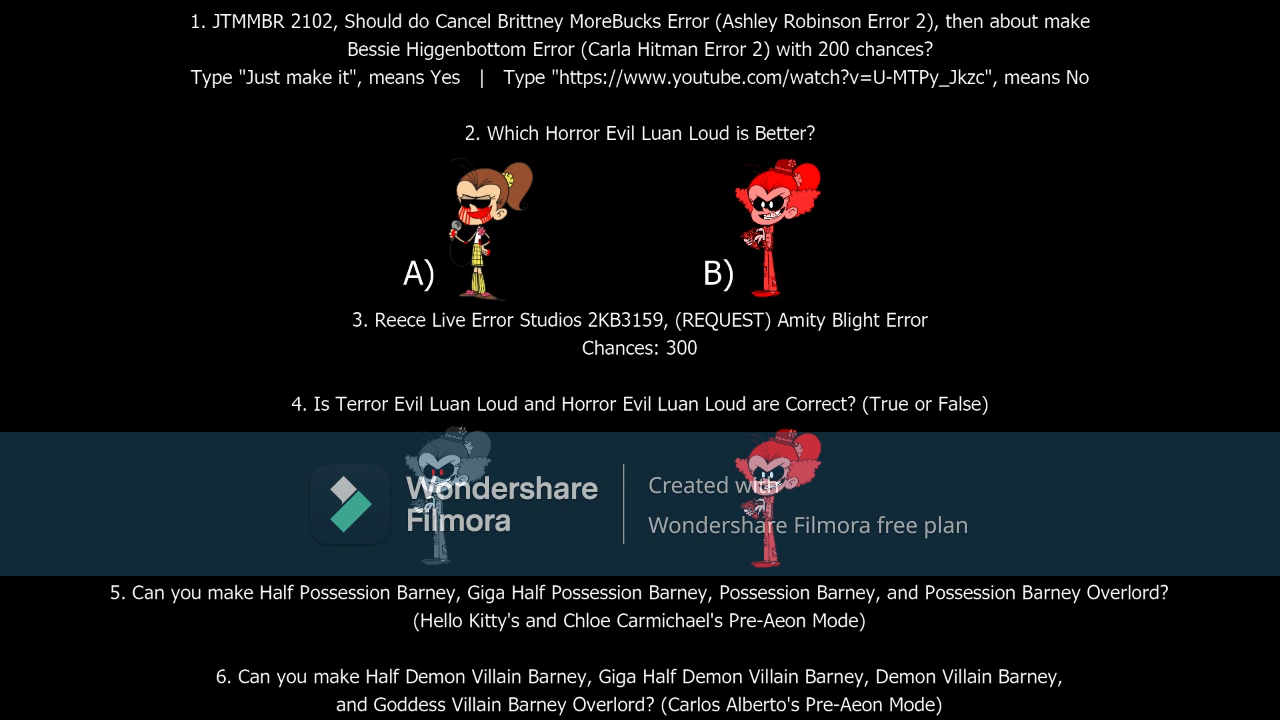 1. JTMMBR 2102, Should do Cancel Brittney MoreBucks Error (Ashley Robinson Error 2), then about make
Bessie Higgenbottom Error (Carla Hitman Error 2) with 200 chances?
Type "Just make it", means Yes | Type "https://www.youtube.com/watch?v=U-MTPy_Jkzc", means No
2. Which Horror Evil Luan Loud is Better?
A)
B)
3. Reece Live Error Studios 2KB3159, (REQUEST) Amity Blight Error
Chances: 300
4. Is Terror Evil Luan Loud and Horror Evil Luan Loud are Correct? (True or False)
Wondershare
Filmora
Created with
Wondershare Filmora free plan
5. Can you make Half Possession Barney, Giga Half Possession Barney, Possession Barney, and Possession Barney Overlord?
(Hello Kitty's and Chloe Carmichael's Pre-Aeon Mode)
6. Can you make Half Demon Villain Barney, Giga Half Demon Villain Barney, Demon Villain Barney,
and Goddess Villain Barney Overlord? (Carlos Alberto's Pre-Aeon Mode)